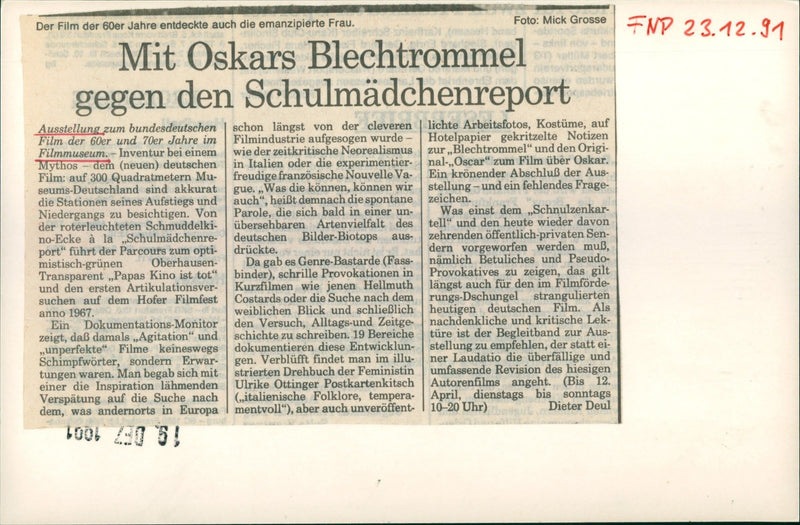 Der Film der 60er Jahre entdeckte auch die emanzipierte Frau.
Foto: Mick Grosse
FNP 23.12.91
Mit Oskars Blechtrommel
gegen den Schulmädchenreport
Ausstellung zum bundesdeutschen
Film der 60er und 70er Jahre im
Filmmuseum. – Inventur bei einem
Mythos – dem (neuen) deutschen
Film: auf 300 Quadratmetern Mu-
seums-Deutschland sind akkurat
die Stationen seines Aufstiegs und
Niedergangs zu besichtigen. Von
der roterleuchteten Schmuddelki-
no-Ecke à la „Schulmädchenre-
port“ führt der Parcours zum opti-
mistisch-grünen Oberhausen-
Transparent „Papas Kino ist tot“
und den ersten Artikulationsver-
suchen auf dem Hofer Filmfest
anno 1967.
Ein Dokumentations-Monitor
zeigt, daß damals „Agitation“ und
„unperfekte“ Filme keineswegs
Schimpfwörter, sondern Erwar-
tungen waren. Man begab sich mit
einer die Inspiration lähmenden
Verspätung auf die Suche nach
dem, was andernorts in Europa
schon längst von der cleveren
Filmindustrie aufgesogen wurde –
wie der zeitkritische Neorealismus
in Italien oder die experimentier-
freudige französische Nouvelle Va-
gue. „Was die können, können wir
auch“, heißt demnach die spontane
Parole, die sich bald in einer un-
übersehbaren Artenvielfalt des
deutschen Bilder-Biotops aus-
drückte.
Da gab es Genre-Bastarde (Fass-
binder), schrille Provokationen in
Kurzfilmen wie jenen Hellmuth
Costards oder die Suche nach dem
weiblichen Blick und schließlich
den Versuch, Alltags-und Zeitge-
schichte zu schreiben. 19 Bereiche
dokumentieren diese Entwicklun-
gen. Verblüfft findet man im illu-
strierten Drehbuch der Feministin
Ulrike Ottinger Postkartenkitsch
(„italienische Folklore, tempera-
mentvoll“), aber auch unveröffent-
lichte Arbeitsfotos, Kostüme, auf
Hotelpapier gekritzelte Notizen
zur „Blechtrommel“ und den Origi-
nal-„Oscar“ zum Film über Oskar.
Ein krönender Abschluß der Aus-
stellung – und ein fehlendes Frage-
zeichen.
Was einst dem „Schnulzenkar-
tell“ und den heute wieder davon
zehrenden öffentlich-privaten Sen-
dern vorgeworfen werden muß,
nämlich Betuliches und Pseudo-
Provokatives zu zeigen, das gilt
längst auch für den im Filmförde-
rungs-Dschungel strangulierten
heutigen deutschen Film. Als
nachdenkliche und kritische Lek-
türe ist der Begleitband zur Aus-
stellung zu empfehlen, der statt ei-
ner Laudatio die überfällige und
umfassende Revision des hiesigen
Autorenfilms angeht. (Bis 12.
April, dienstags bis sonntags
10–20 Uhr) Dieter Deul
19. DEZ. 1991